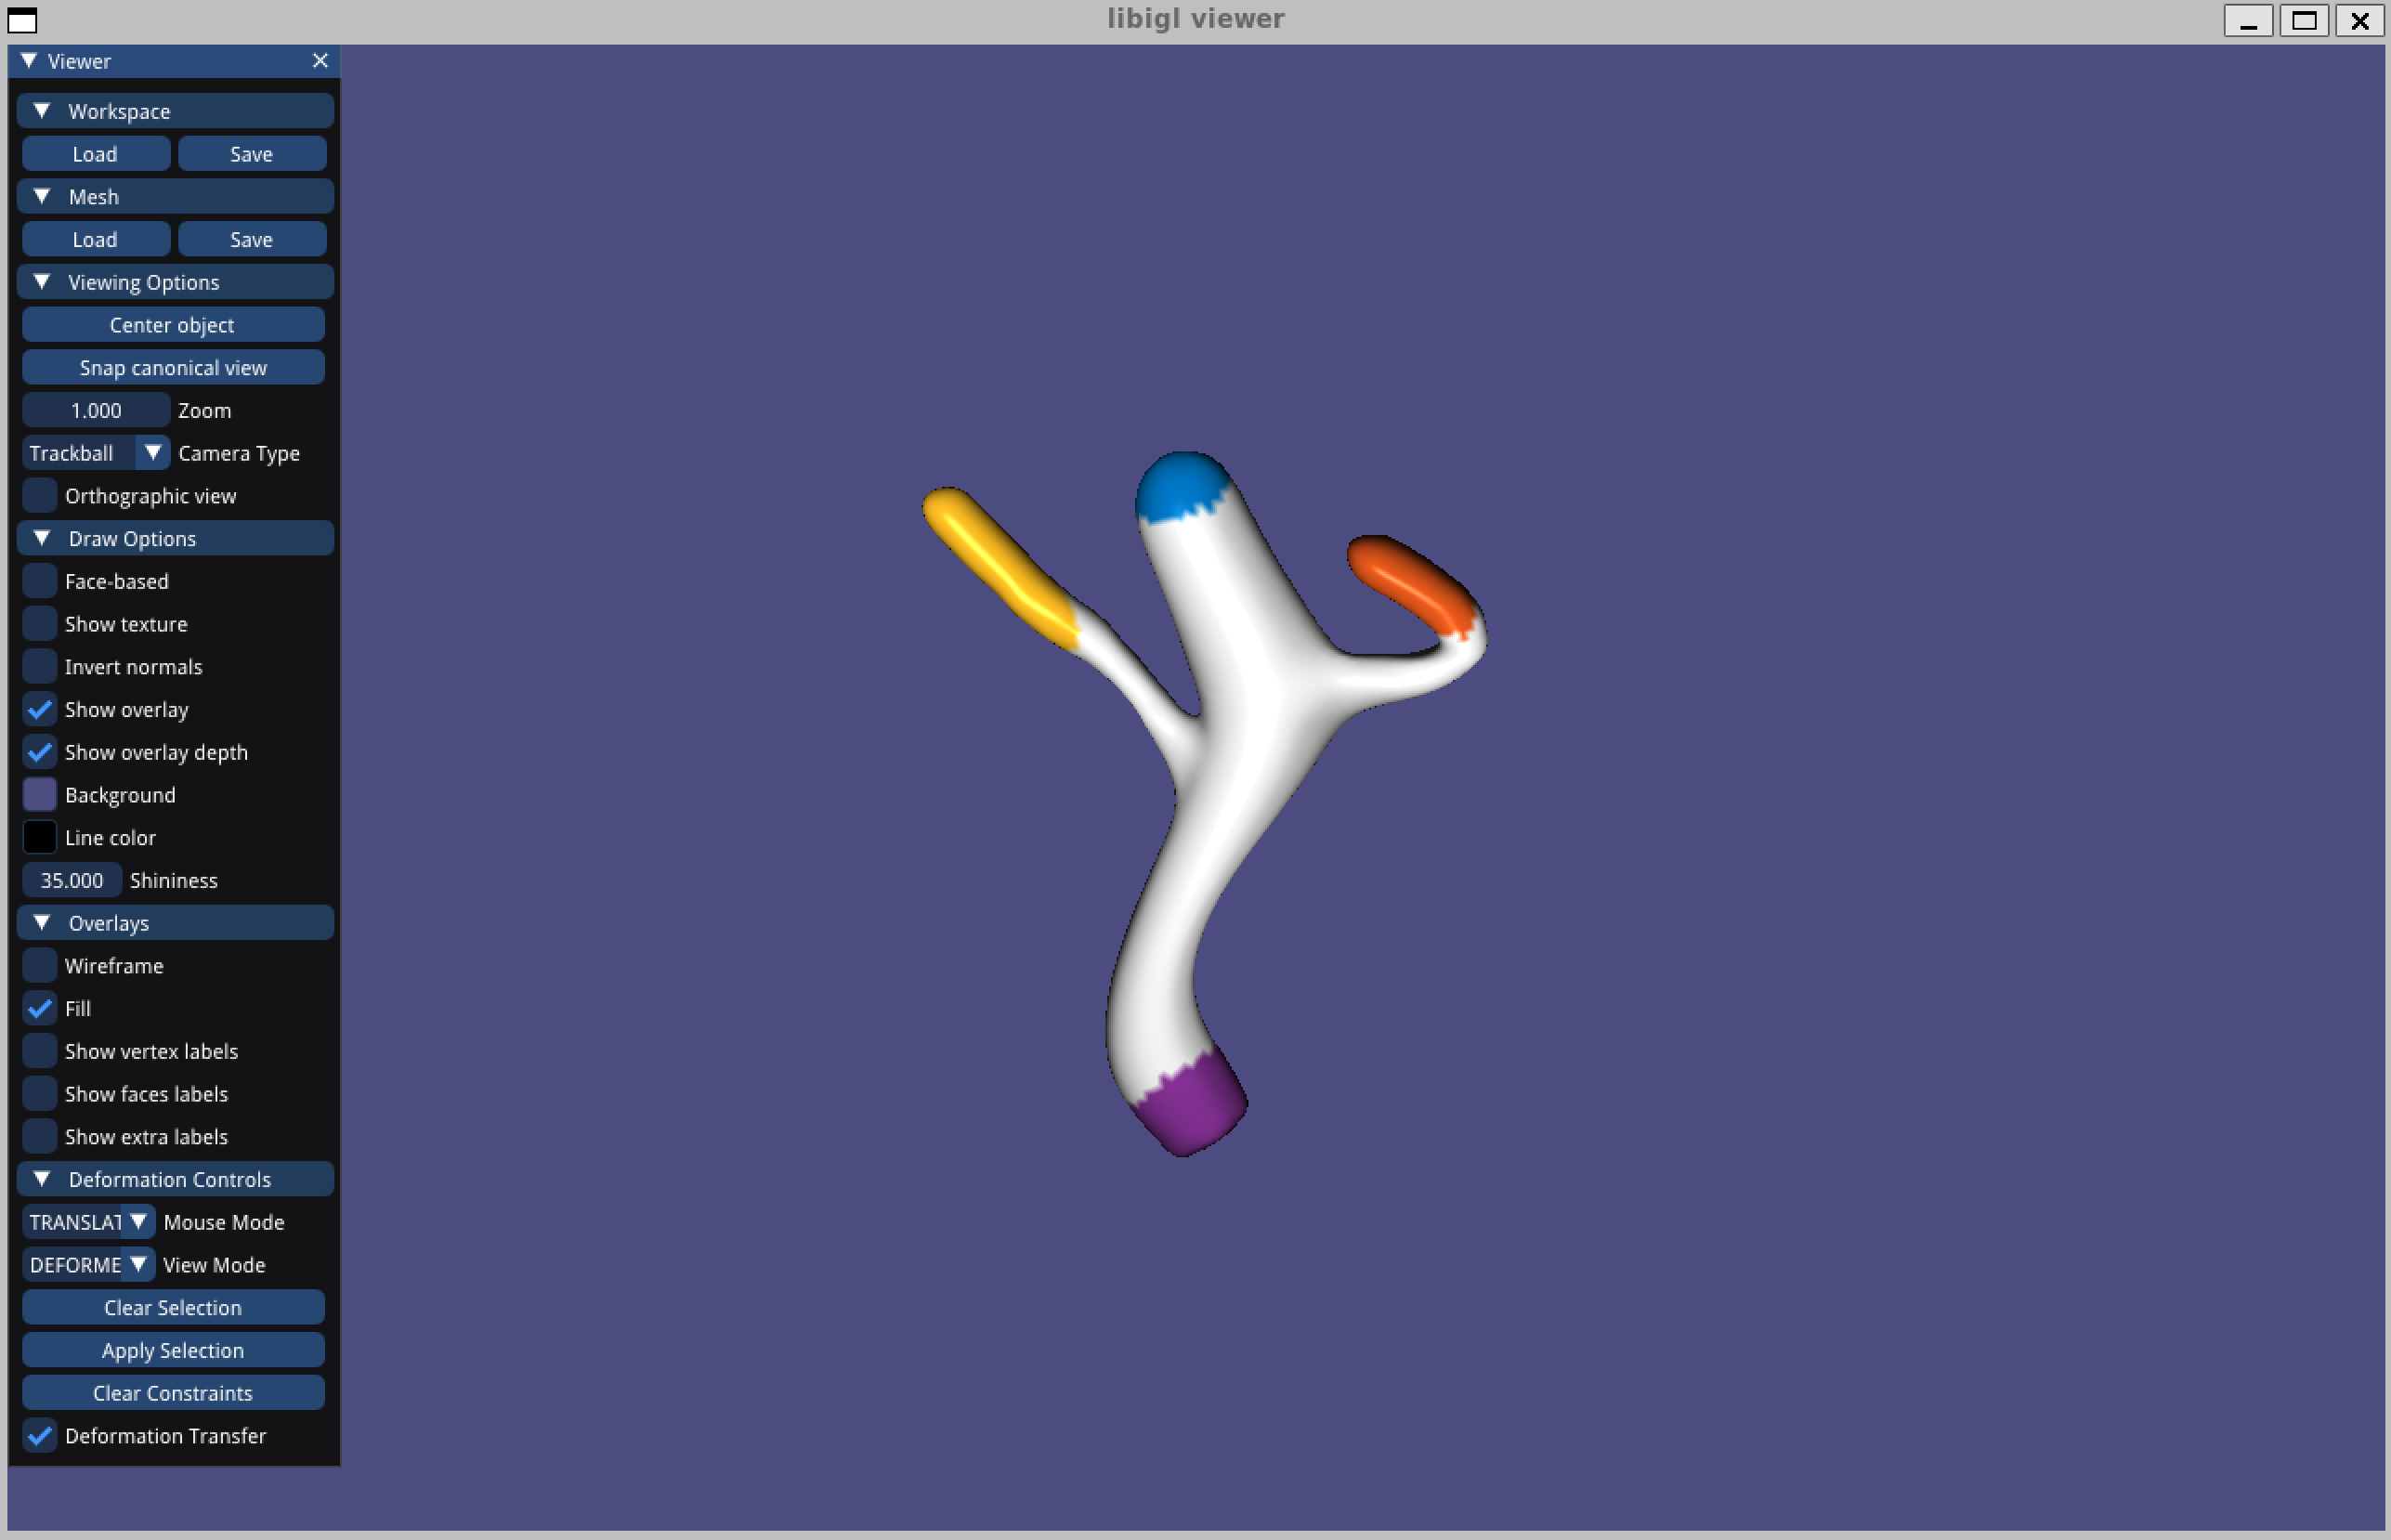 libigl viewer
Viewer
Workspace
Load Save
Mesh
Load Save
Viewing Options
Center object
Snap canonical view
1.000 Zoom
Trackball Camera Type
Orthographic view
Draw Options
Face-based
Show texture
Invert normals
Show overlay
Show overlay depth
Background
Line color
35.000 Shininess
Overlays
Wireframe
Fill
Show vertex labels
Show faces labels
Show extra labels
Deformation Controls
TRANSLAT Mouse Mode
DEFORME View Mode
Clear Selection
Apply Selection
Clear Constraints
Deformation Transfer